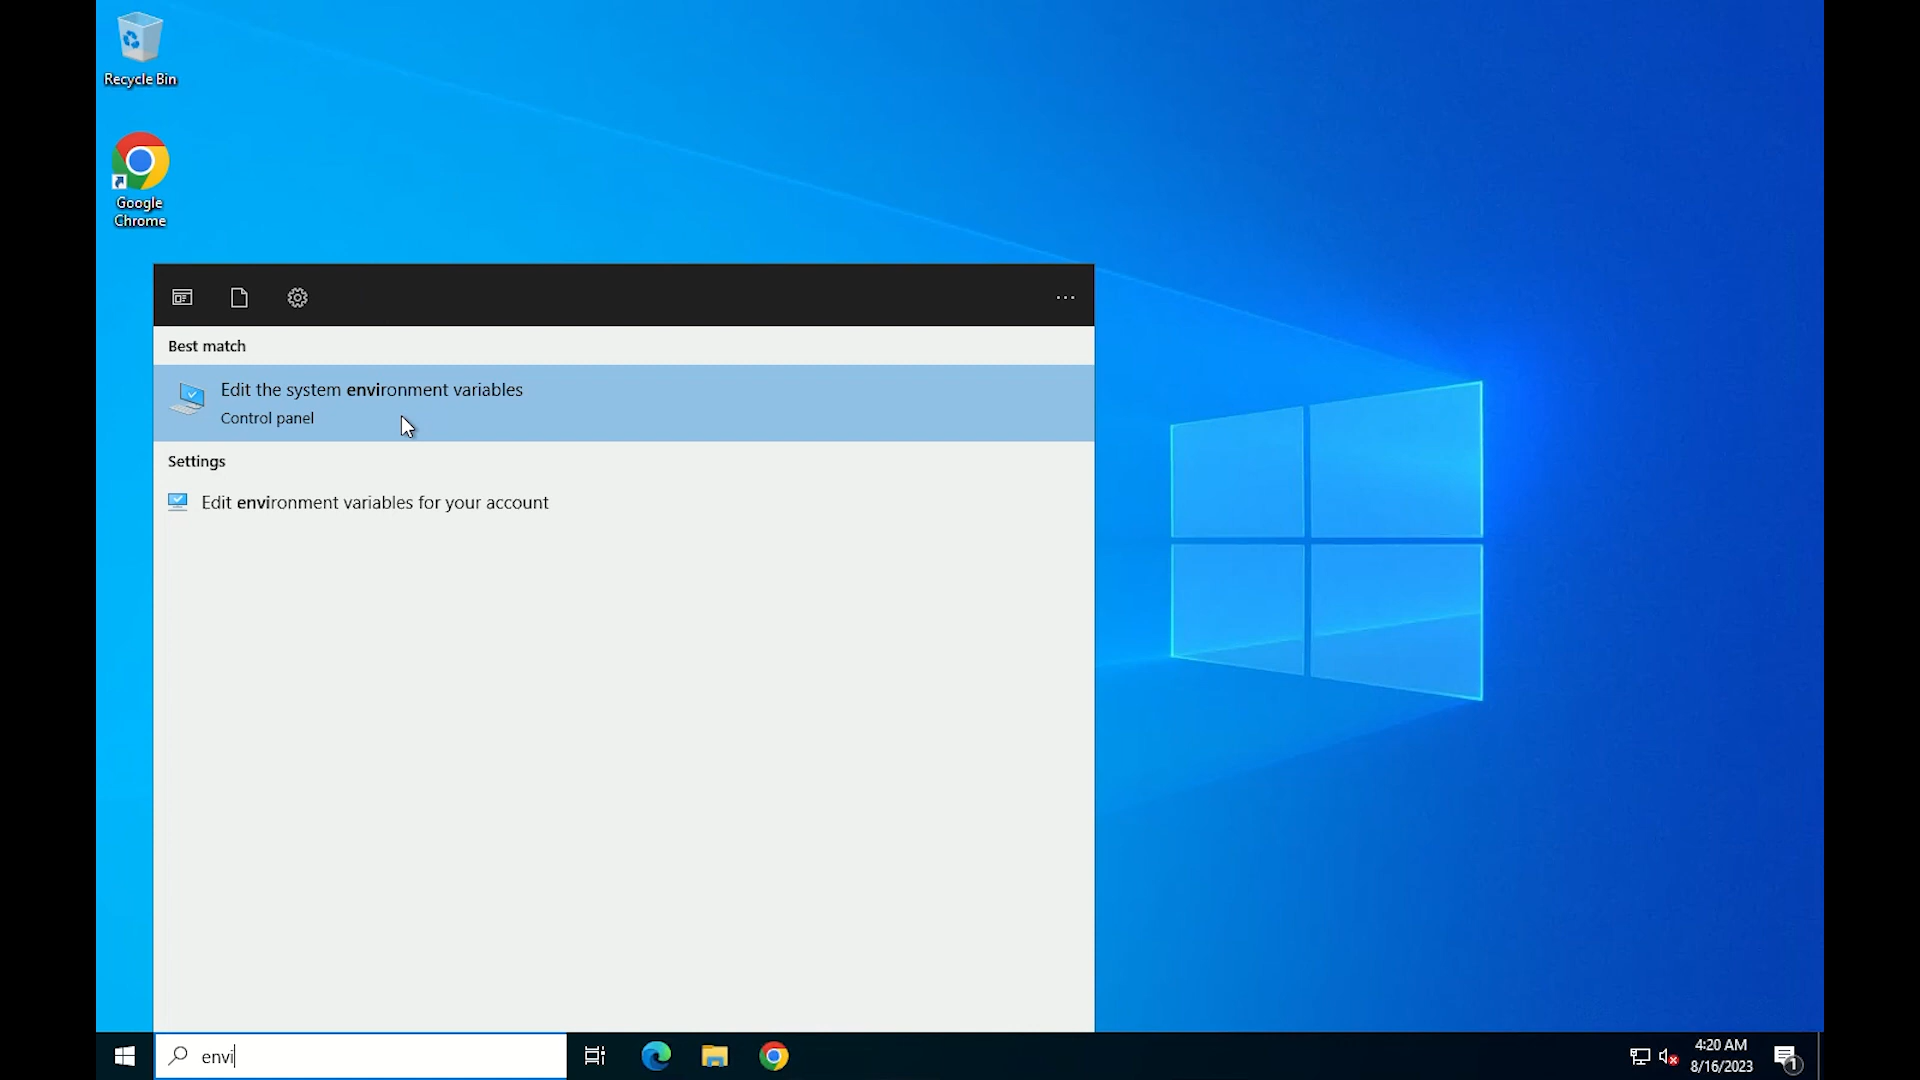 Recycle Bin
Google
Chrome
Best match
Edit the system environment variables
Control panel
Settings
Edit environment variables for your account
envi
4:20 AM
8/16/2023
1